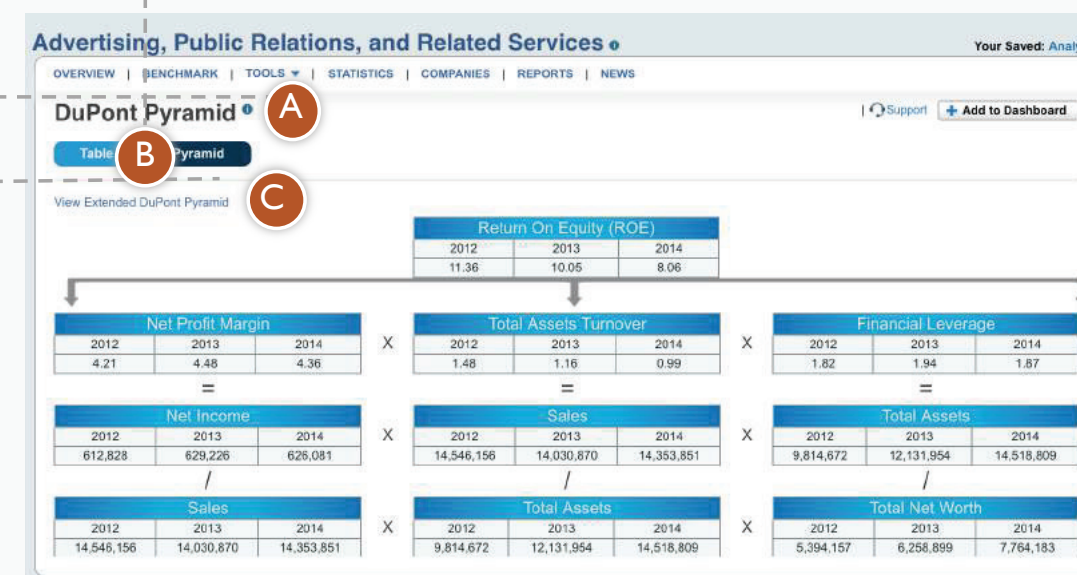 Advertising, Public Relations, and Related Services
Your Saved: Analy
OVERVIEW | BENCHMARK | TOOLS | STATISTICS | COMPANIES | REPORTS | NEWS
DuPont Pyramid A
| Support + Add to Dashboard
Table B Pyramid
View Extended DuPont Pyramid C
Return On Equity (ROE)
2012 2013 2014
11.36 10.05 8.06
Net Profit Margin X Total Assets Turnover X Financial Leverage
2012 2013 2014 2012 2013 2014 2012 2013 2014
4.21 4.48 4.36 1.48 1.16 0.99 1.82 1.94 1.87
= = =
Net Income X Sales X Total Assets
2012 2013 2014 2012 2013 2014 2012 2013 2014
612,828 629,226 626,081 14,546,156 14,030,870 14,353,851 9,814,672 12,131,954 14,518,809
/ / /
Sales X Total Assets X Total Net Worth
2012 2013 2014 2012 2013 2014 2012 2013 2014
14,546,156 14,030,870 14,353,851 9,814,672 12,131,954 14,518,809 5,394,157 6,258,899 7,764,183